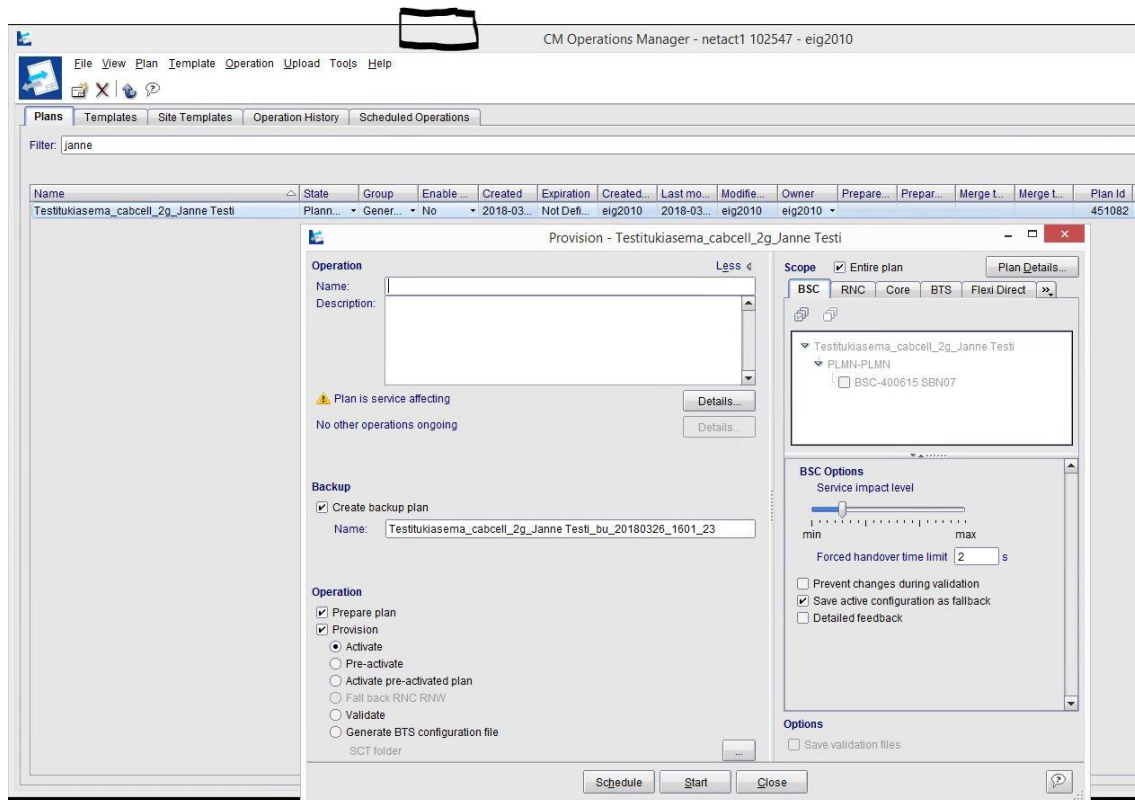 CM Operations Manager - netact1 102547 - eig2010
File View Plan Template Operation Upload Tools Help
Plans Templates Site Templates Operation History Scheduled Operations
Filter: janne
Name State Group Enable ... Created Expiration Created... Last mo... Modifie... Owner Prepare... Prepar... Merge t... Merge t... Plan Id
Testitukiasema_cabcell_2g_Janne Testi Plann... Gener... No 2018-03... Not Defi... eig2010 2018-03... eig2010 eig2010 451082
Provision - Testitukiasema_cabcell_2g_Janne Testi
Operation Less
Name:
Description:
Plan is service affecting Details...
No other operations ongoing Details...
Backup
Create backup plan
Name: Testitukiasema_cabcell_2g_Janne Testi_bu_20180326_1601_23
Operation
Prepare plan
Provision
Activate
Pre-activate
Activate pre-activated plan
Fall back RNC RNW
Validate
Generate BTS configuration file
SCT folder ...
Scope Entire plan Plan Details...
BSC RNC Core BTS Flexi Direct
Testitukiasema_cabcell_2g_Janne Testi
PLMN-PLMN
BSC-400615 SBN07
BSC Options
Service impact level
min max
Forced handover time limit 2 s
Prevent changes during validation
Save active configuration as fallback
Detailed feedback
Options
Save validation files
Schedule Start Close